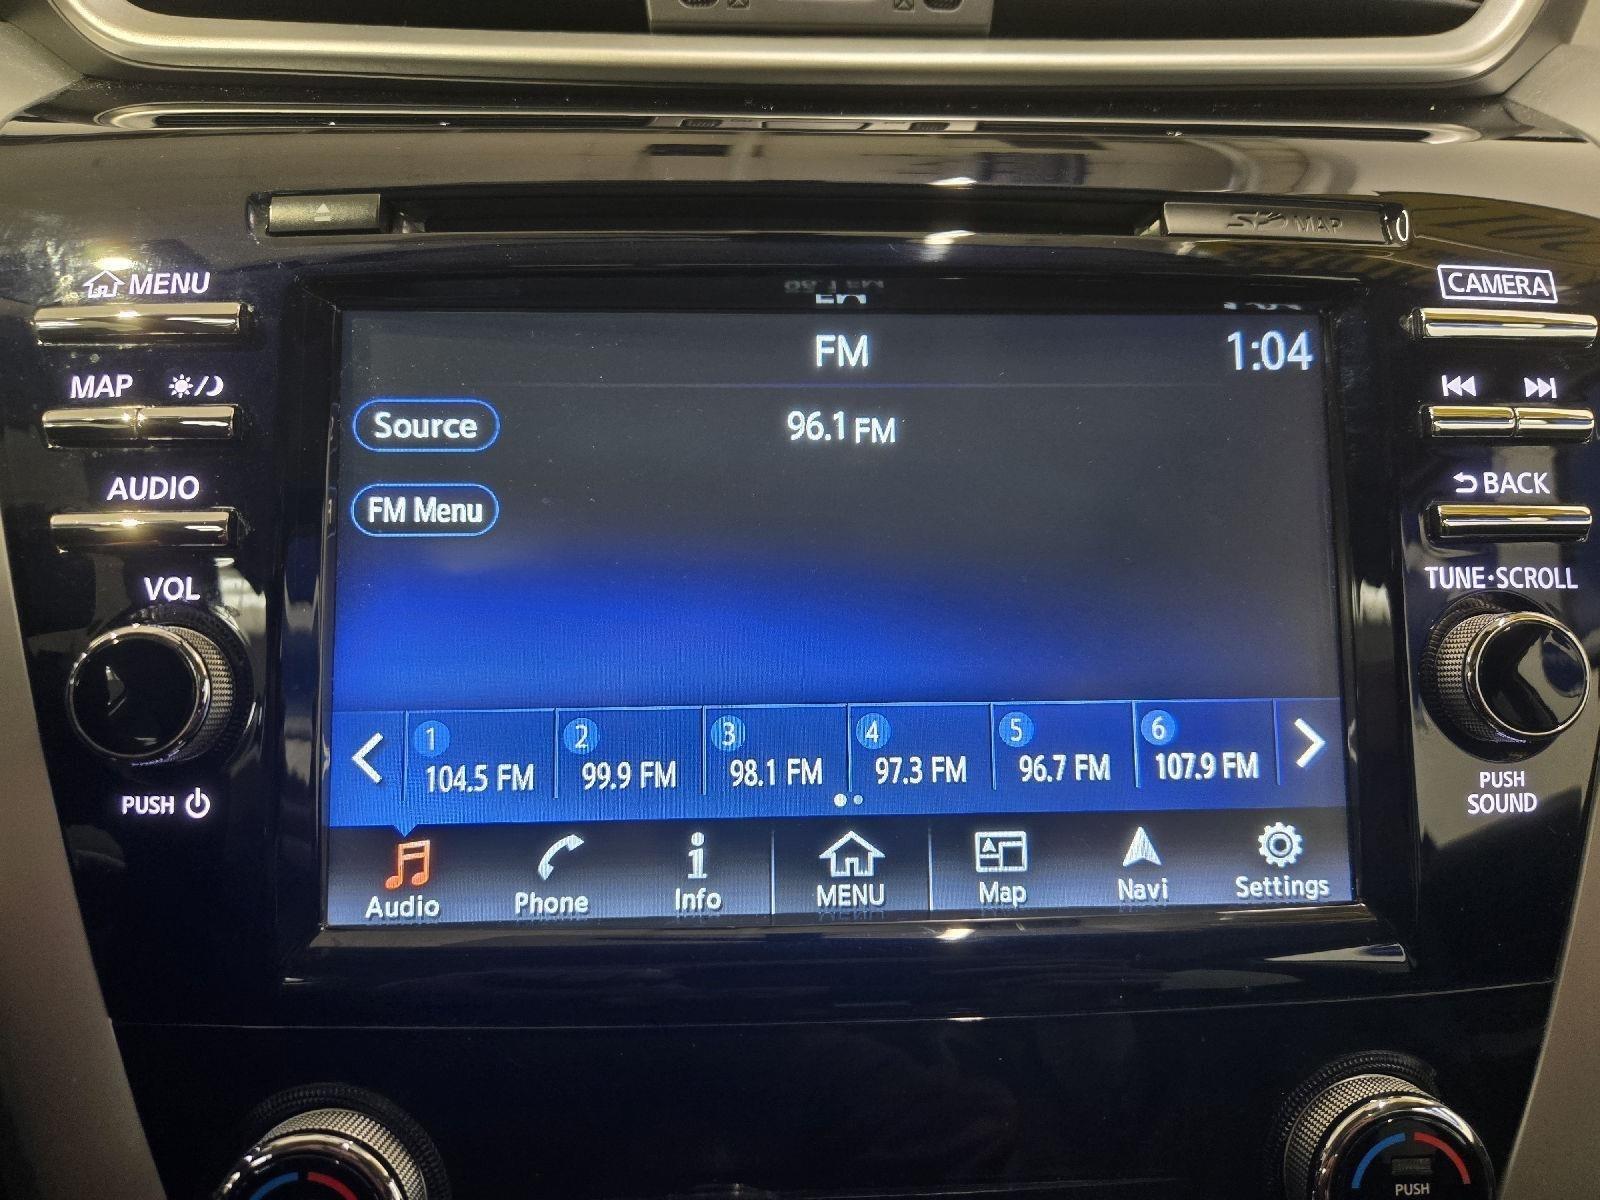 MAP
MENU
CAMERA
FM
1:04
MAP
Source
96.1 FM
AUDIO
BACK
FM Menu
VOL
TUNE·SCROLL
1
2
3
4
5
6
104.5 FM
99.9 FM
98.1 FM
97.3 FM
96.7 FM
107.9 FM
PUSH
PUSH
SOUND
Audio
Phone
Info
MENU
Map
Navi
Settings
PUSH